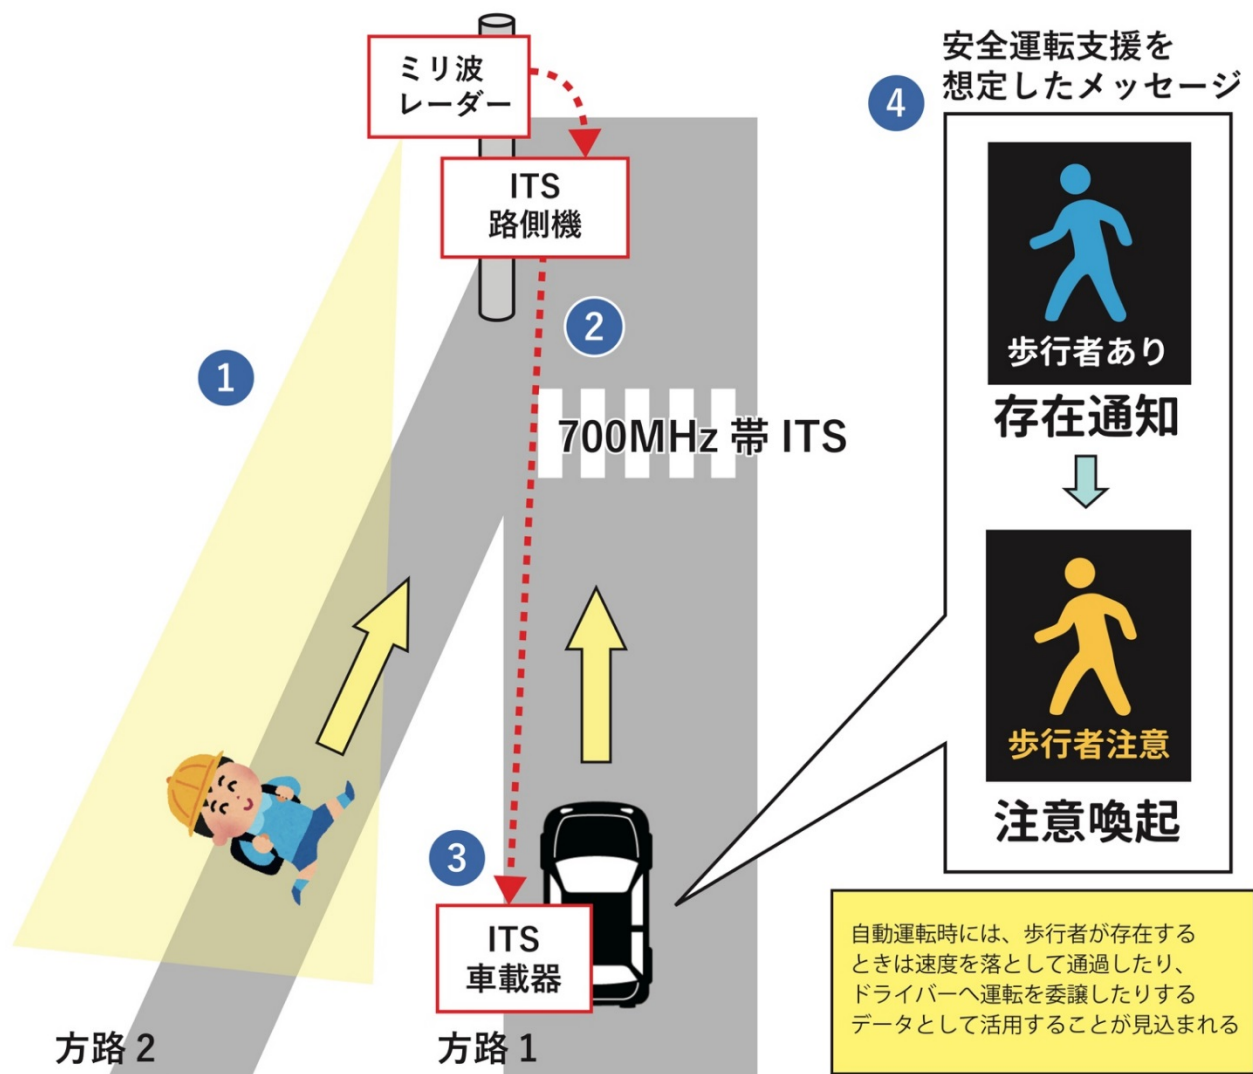 ミリ波
レーダー
ITS
路側機
1
2
700MHz 帯 ITS
3
ITS
車載器
方路 2
方路 1
4
安全運転支援を
想定したメッセージ
歩行者あり
存在通知
歩行者注意
注意喚起
自動運転時には、歩行者が存在する
ときは速度を落として通過したり、
ドライバーへ運転を委譲したりする
データとして活用することが見込まれる